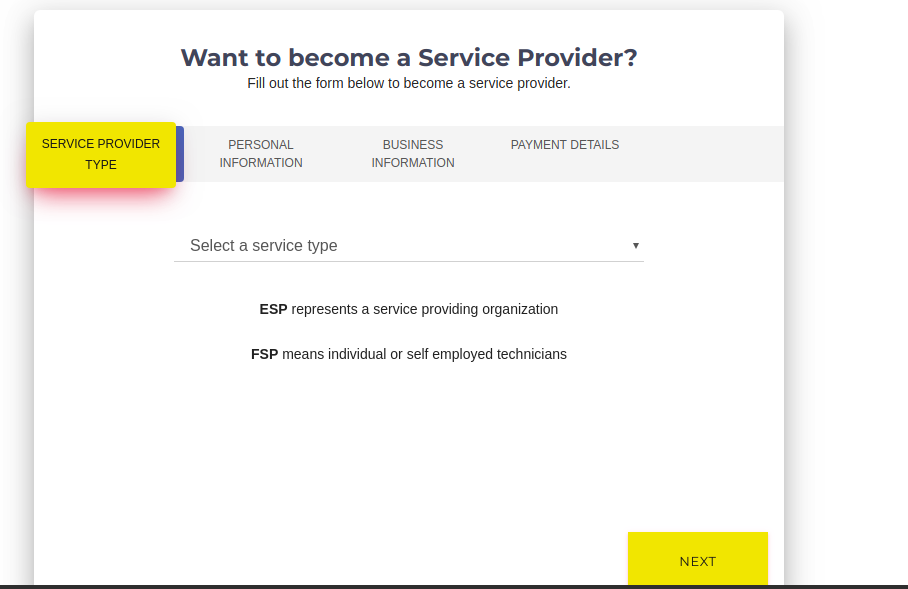 Want to become a Service Provider?
Fill out the form below to become a service provider.
SERVICE PROVIDER
TYPE
PERSONAL
INFORMATION
BUSINESS
INFORMATION
PAYMENT DETAILS
Select a service type
ESP represents a service providing organization
FSP means individual or self employed technicians
NEXT